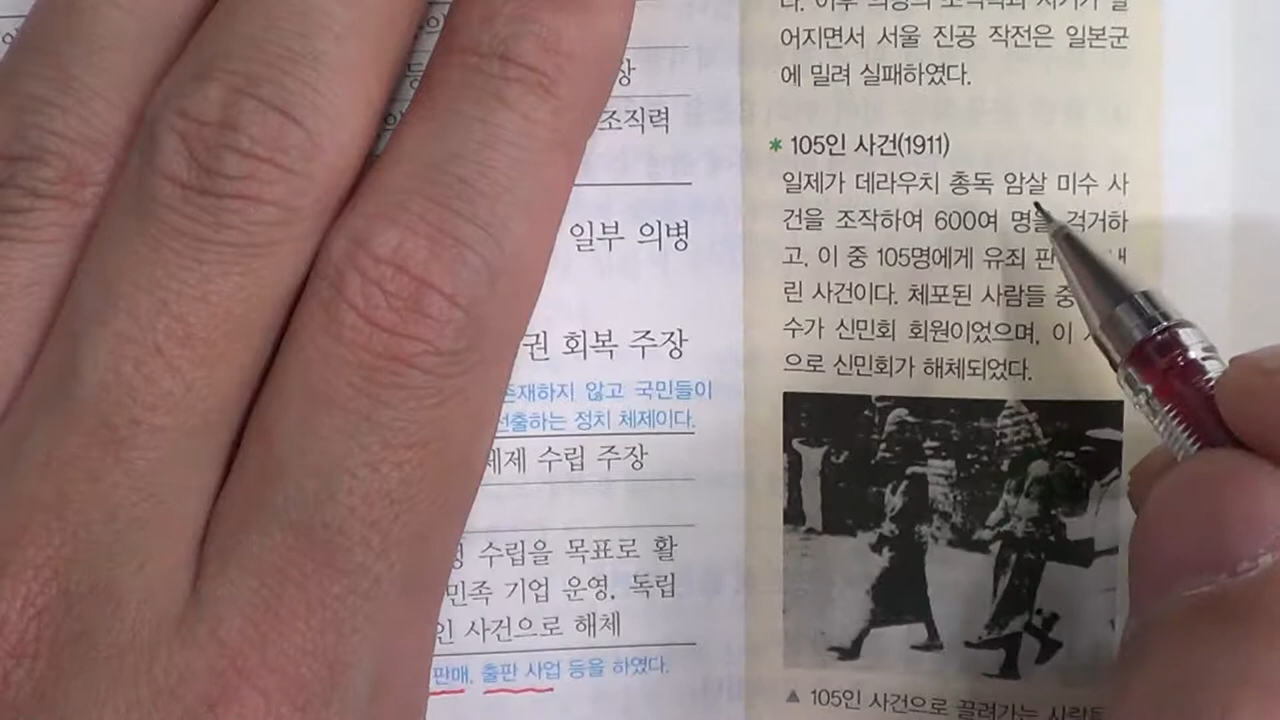 장
조직력
일부 의병
권 회복 주장
존재하지 않고 국민들이
선출하는 정치 체제이다.
체제 수립 주장
수립을 목표로 활
민족 기업 운영, 독립
인 사건으로 해체
판매, 출판 사업 등을 하였다.
어지면서 서울 진공 작전은 일본군
에 밀려 실패하였다.
* 105인 사건(1911)
일제가 데라우치 총독 암살 미수 사
건을 조작하여 600여 명을 검거하
고, 이 중 105명에게 유죄 판
린 사건이다. 체포된 사람들 중
수가 신민회 회원이었으며, 이
으로 신민회가 해체되었다.
▲ 105인 사건으로 끌려가는 사람들